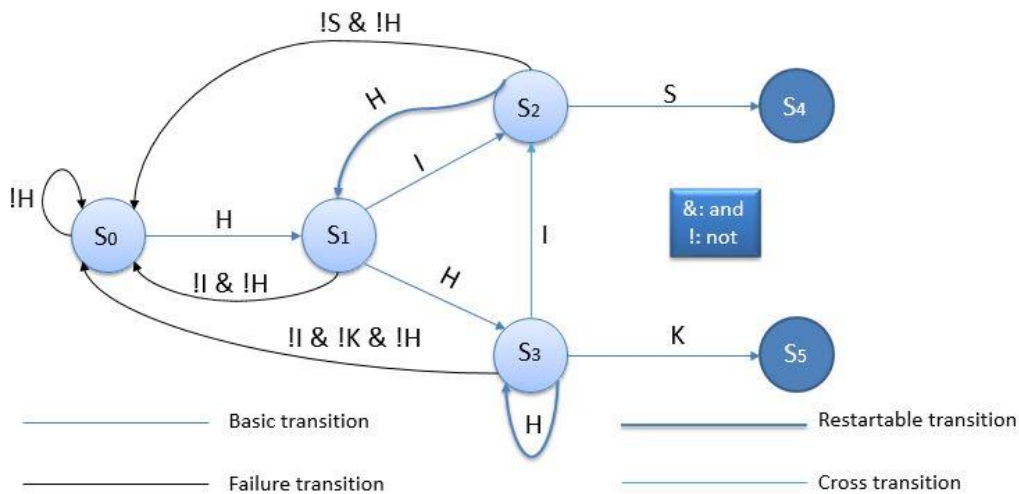 !S & !H
H
S2
S
S4
I
!H
S0
H
S1
&: and
!: not
I
!I & !H
H
!I & !K & !H
S3
K
S5
H
Basic transition
Restartable transition
Failure transition
Cross transition